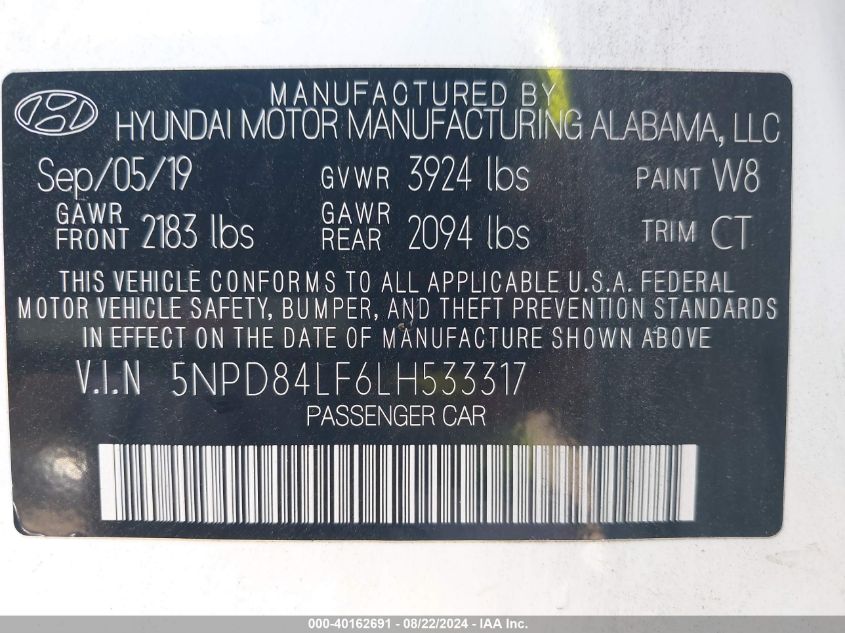 MANUFACTURED BY
HYUNDAI MOTOR MANUFACTURING ALABAMA, LLC
Sep/05/19 GVWR 3924 lbs PAINT W8
GAWR FRONT 2183 lbs GAWR REAR 2094 lbs TRIM CT
THIS VEHICLE CONFORMS TO ALL APPLICABLE U.S.A. FEDERAL
MOTOR VEHICLE SAFETY, BUMPER, AND THEFT PREVENTION STANDARDS
IN EFFECT ON THE DATE OF MANUFACTURE SHOWN ABOVE
V.I.N 5NPD84LF6LH533317
PASSENGER CAR
000-40162691 - 08/22/2024 - IAA Inc.